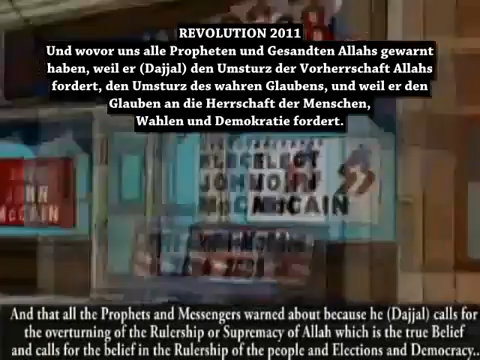 REVOLUTION 2011
Und wovor uns alle Propheten und Gesandten Allahs gewarnt
haben, weil er (Dajjal) den Umsturz der Vorherrschaft Allahs
fordert, den Umsturz des wahren Glaubens, und weil er den
Glauben an die Herrschaft der Menschen,
Wahlen und Demokratie fordert.
JOHN
McCAIN
And that all the Prophets and Messengers warned about because he (Dajjal) calls for
the overturning of the Rulership or Supremacy of Allah which is the true Belief
and calls for the belief in the Rulership of the people and Elections and Democracy..